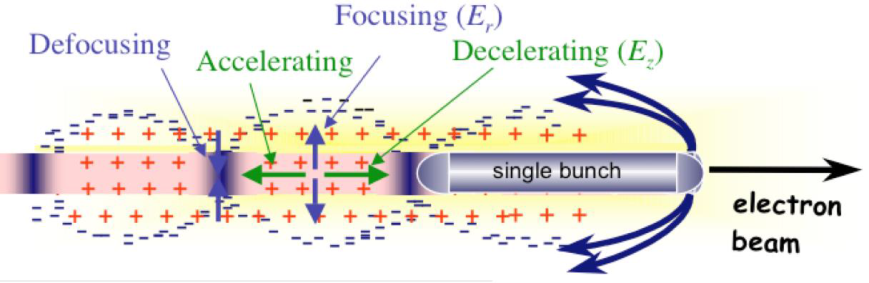 Focusing (E_r)
Defocusing
Accelerating
Decelerating (E_z)
single bunch
electron
beam